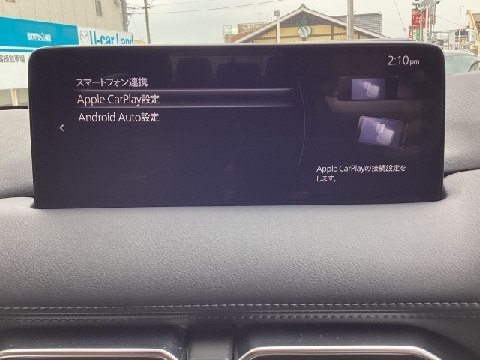 U-car Land
2:10pm
スマートフォン連携
Apple CarPlay設定
Android Auto設定
Apple CarPlayの接続設定を
します。